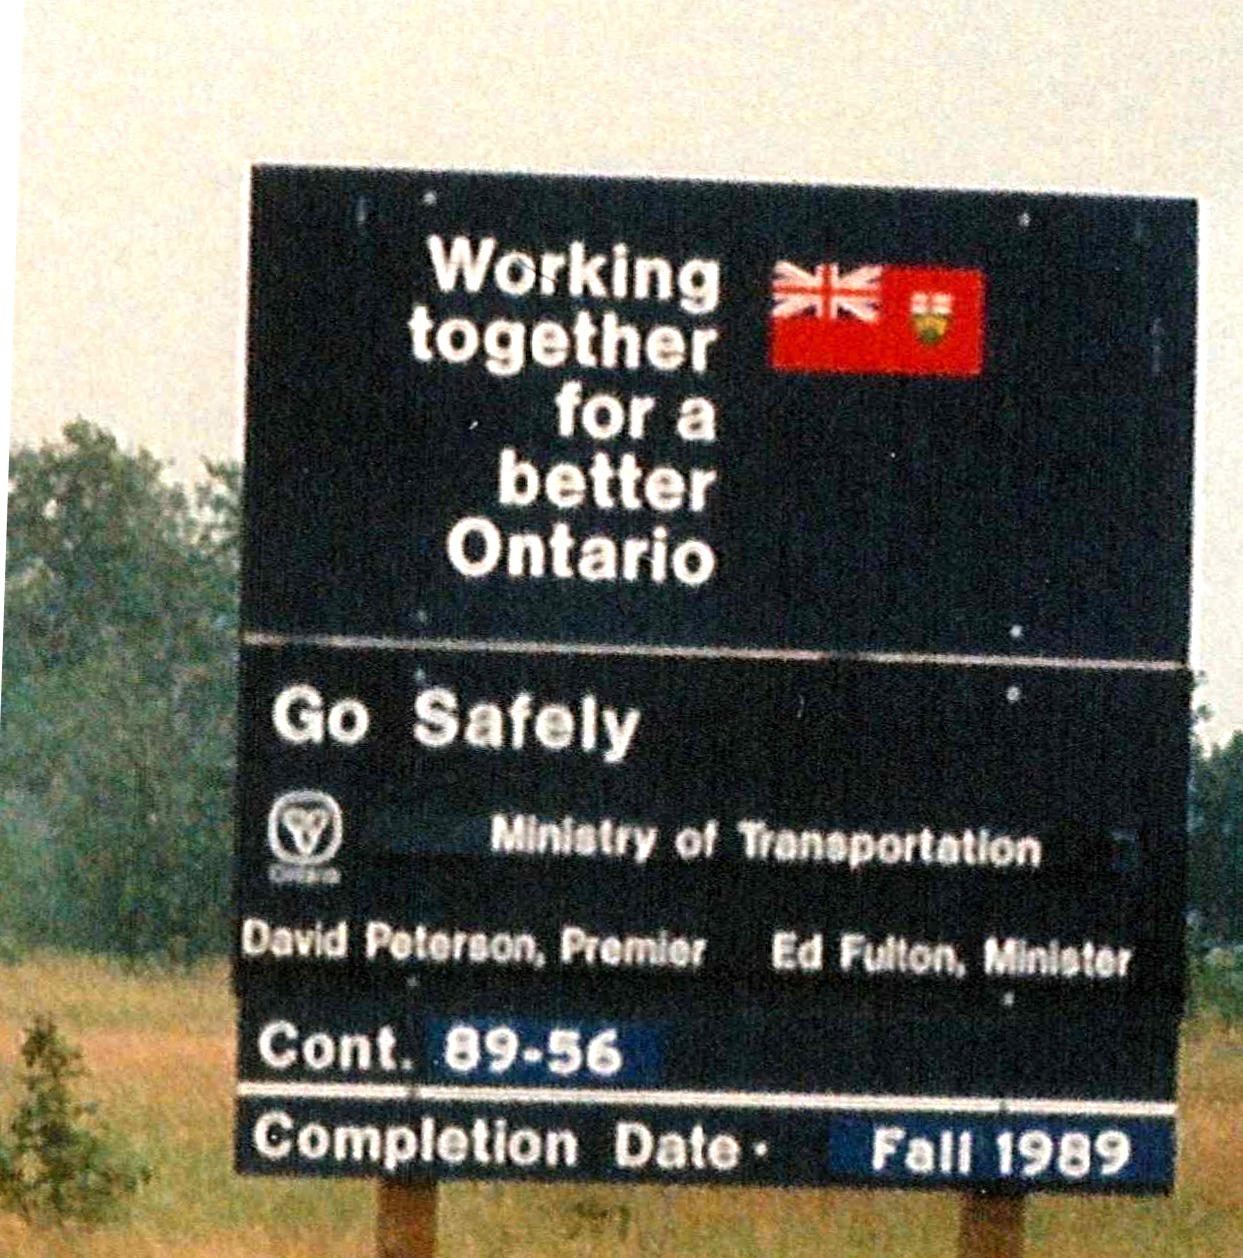 Working
together
for a
better
Ontario
Go Safely
Ontario
Ministry of Transportation
David Peterson, Premier Ed Fulton, Minister
Cont. 89-56
Completion Date· Fall 1989